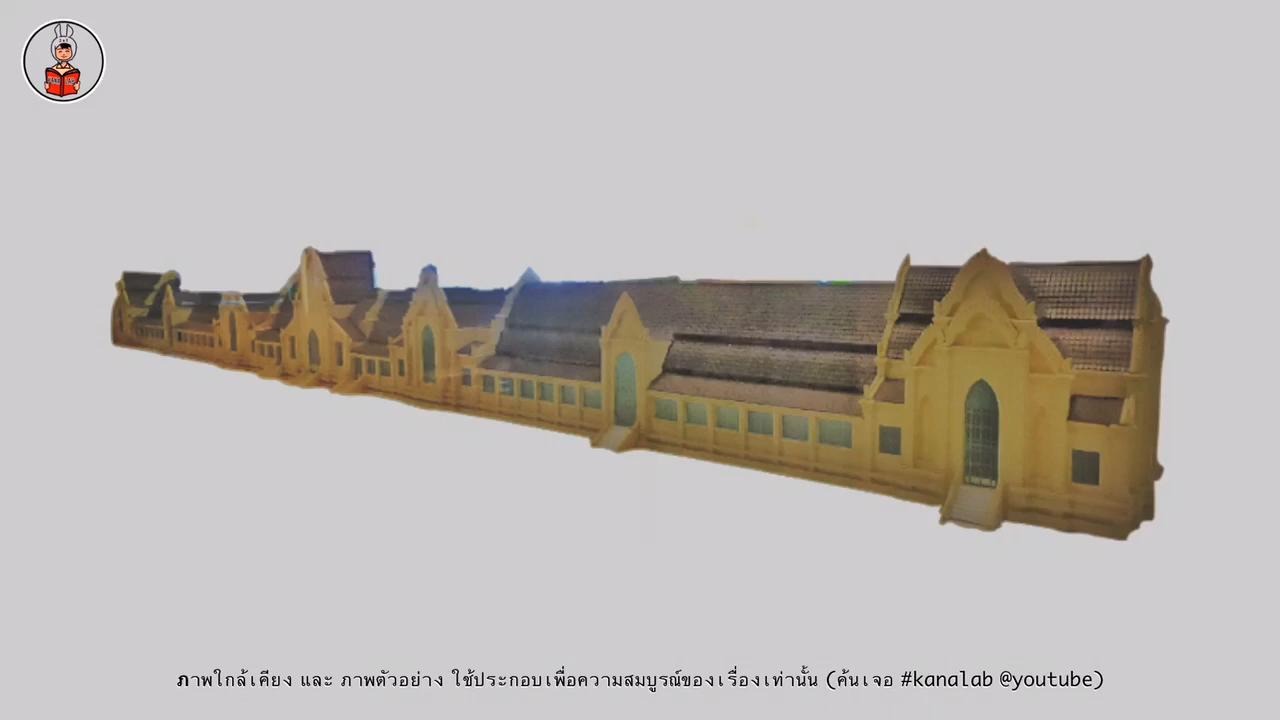 ภาพใกล้เคียง และ ภาพตัวอย่าง ใช้ประกอบเพื่อความสมบูรณ์ของเรื่องเท่านั้น (ค้นเจอ #kanalab @youtube)